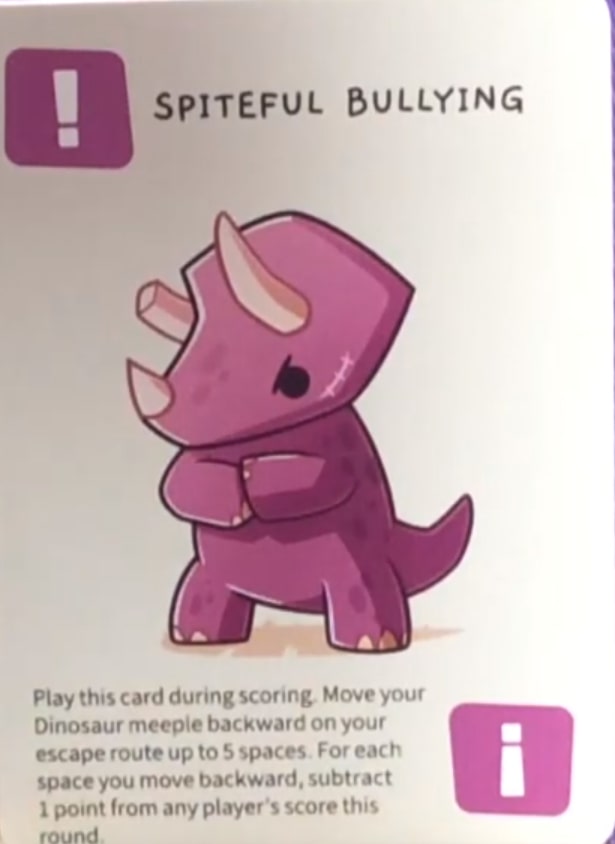 !
SPITEFUL BULLYING
Play this card during scoring. Move your
Dinosaur meeple backward on your
escape route up to 5 spaces. For each
space you move backward, subtract
1 point from any player's score this
round.
!